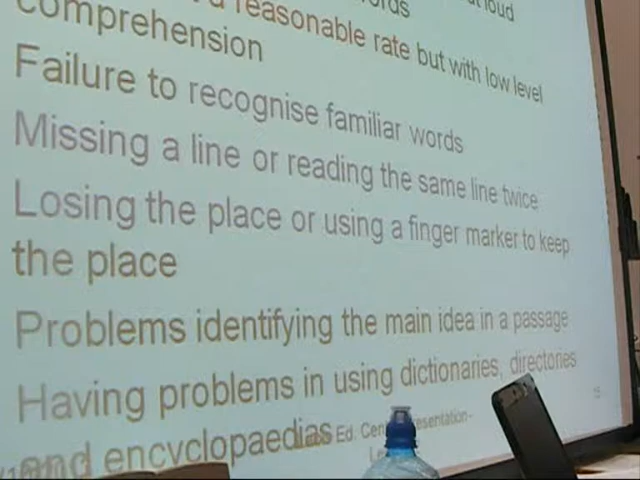 loud
reasonable rate but with low level
comprehension
Failure to recognise familiar words
Missing a line or reading the same line twice
Losing the place or using a finger marker to keep
the place
Problems identifying the main idea in a passage
Having problems in using dictionaries, directories
and encyclopaedias
Ed.